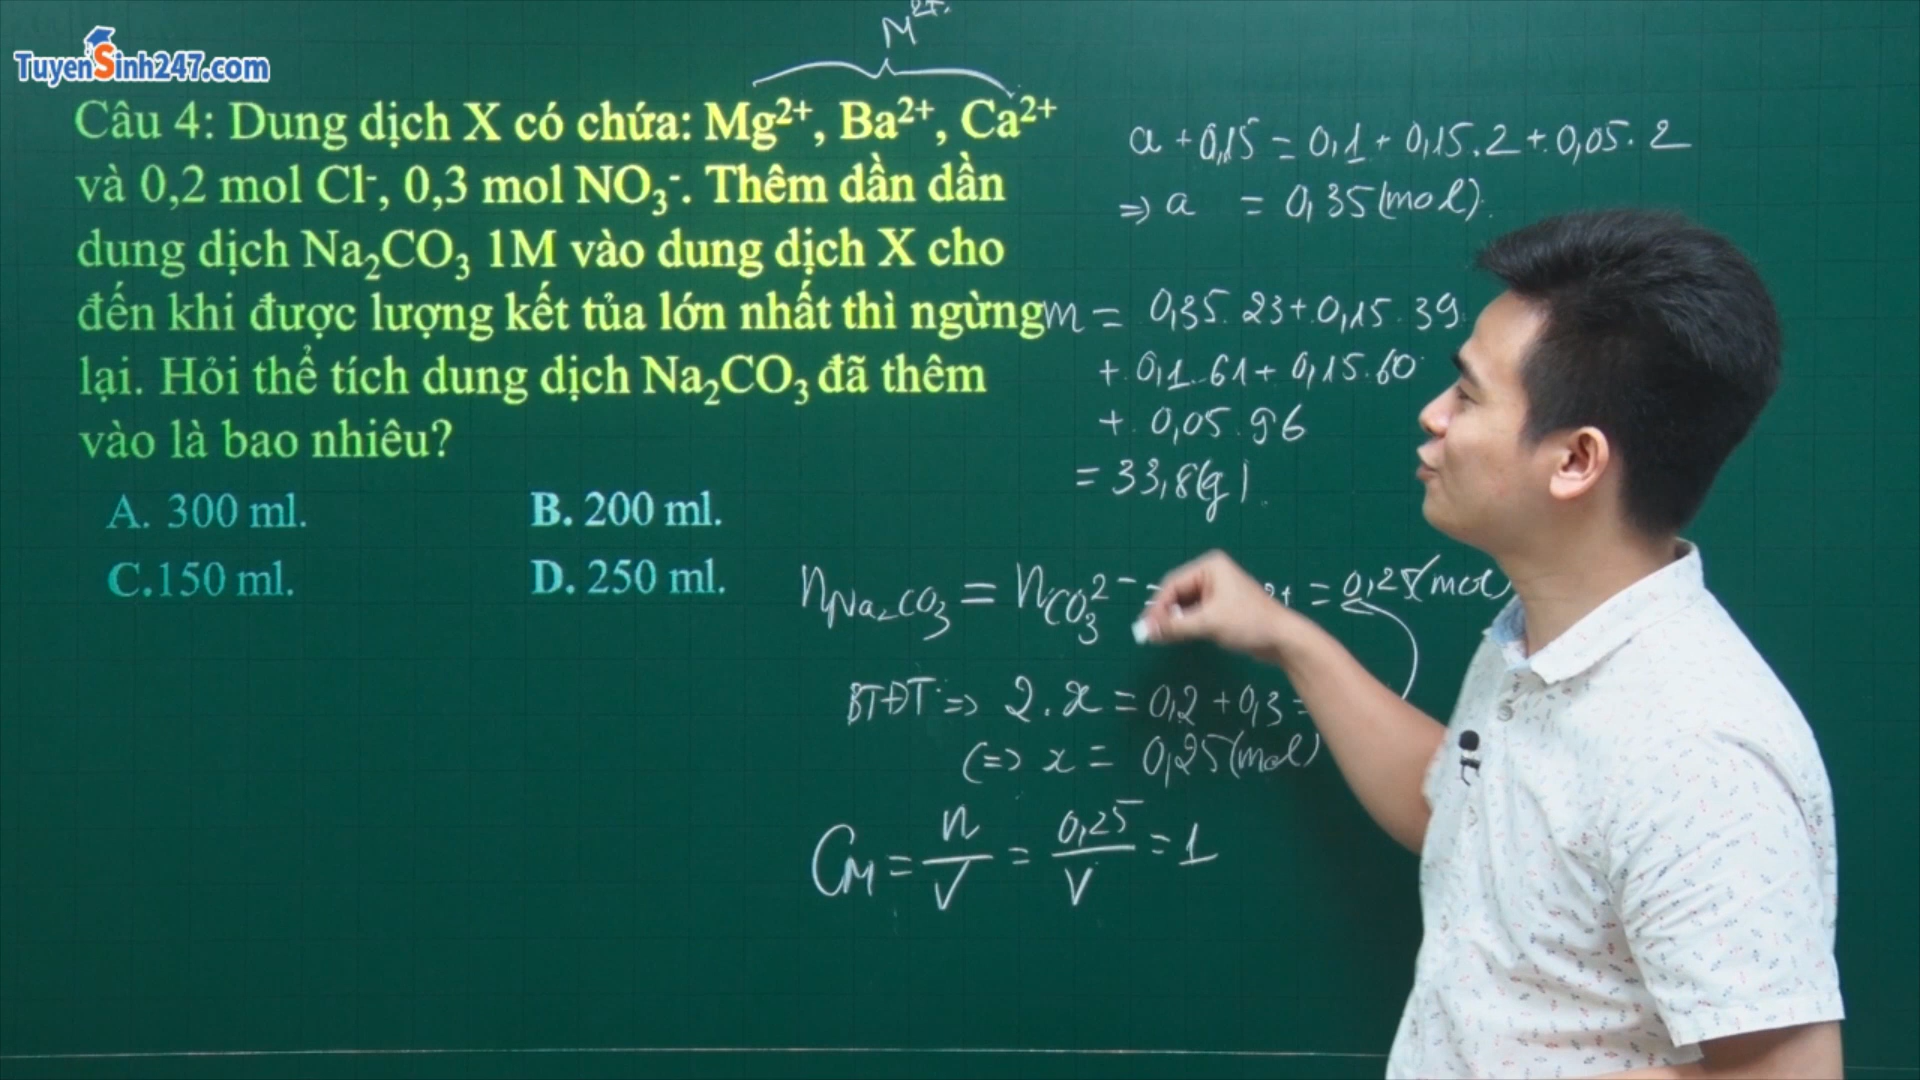 TuyenSinh247.com
M²⁺
Câu 4: Dung dịch X có chứa: Mg²⁺, Ba²⁺, Ca²⁺
và 0,2 mol Cl⁻, 0,3 mol NO₃⁻. Thêm dần dần
dung dịch Na₂CO₃ 1M vào dung dịch X cho
đến khi được lượng kết tủa lớn nhất thì ngừng
lại. Hỏi thể tích dung dịch Na₂CO₃ đã thêm
vào là bao nhiêu?
A. 300 ml.
B. 200 ml.
C.150 ml.
D. 250 ml.
a + 0,15 = 0,1 + 0,15.2 + 0,05.2
=> a = 0,35 (mol).
m = 0,35.23 + 0,15.39
+ 0,1.61 + 0,15.60
+ 0,05.96
= 33,8 (g).
nNa₂CO₃ = nCO₃²⁻ = ²⁺ = 0,25 (mol)
BTĐT: => 2.x = 0,2 + 0,3 =
(=> x = 0,25 (mol)
CM = n/V = 0,25/V = 1